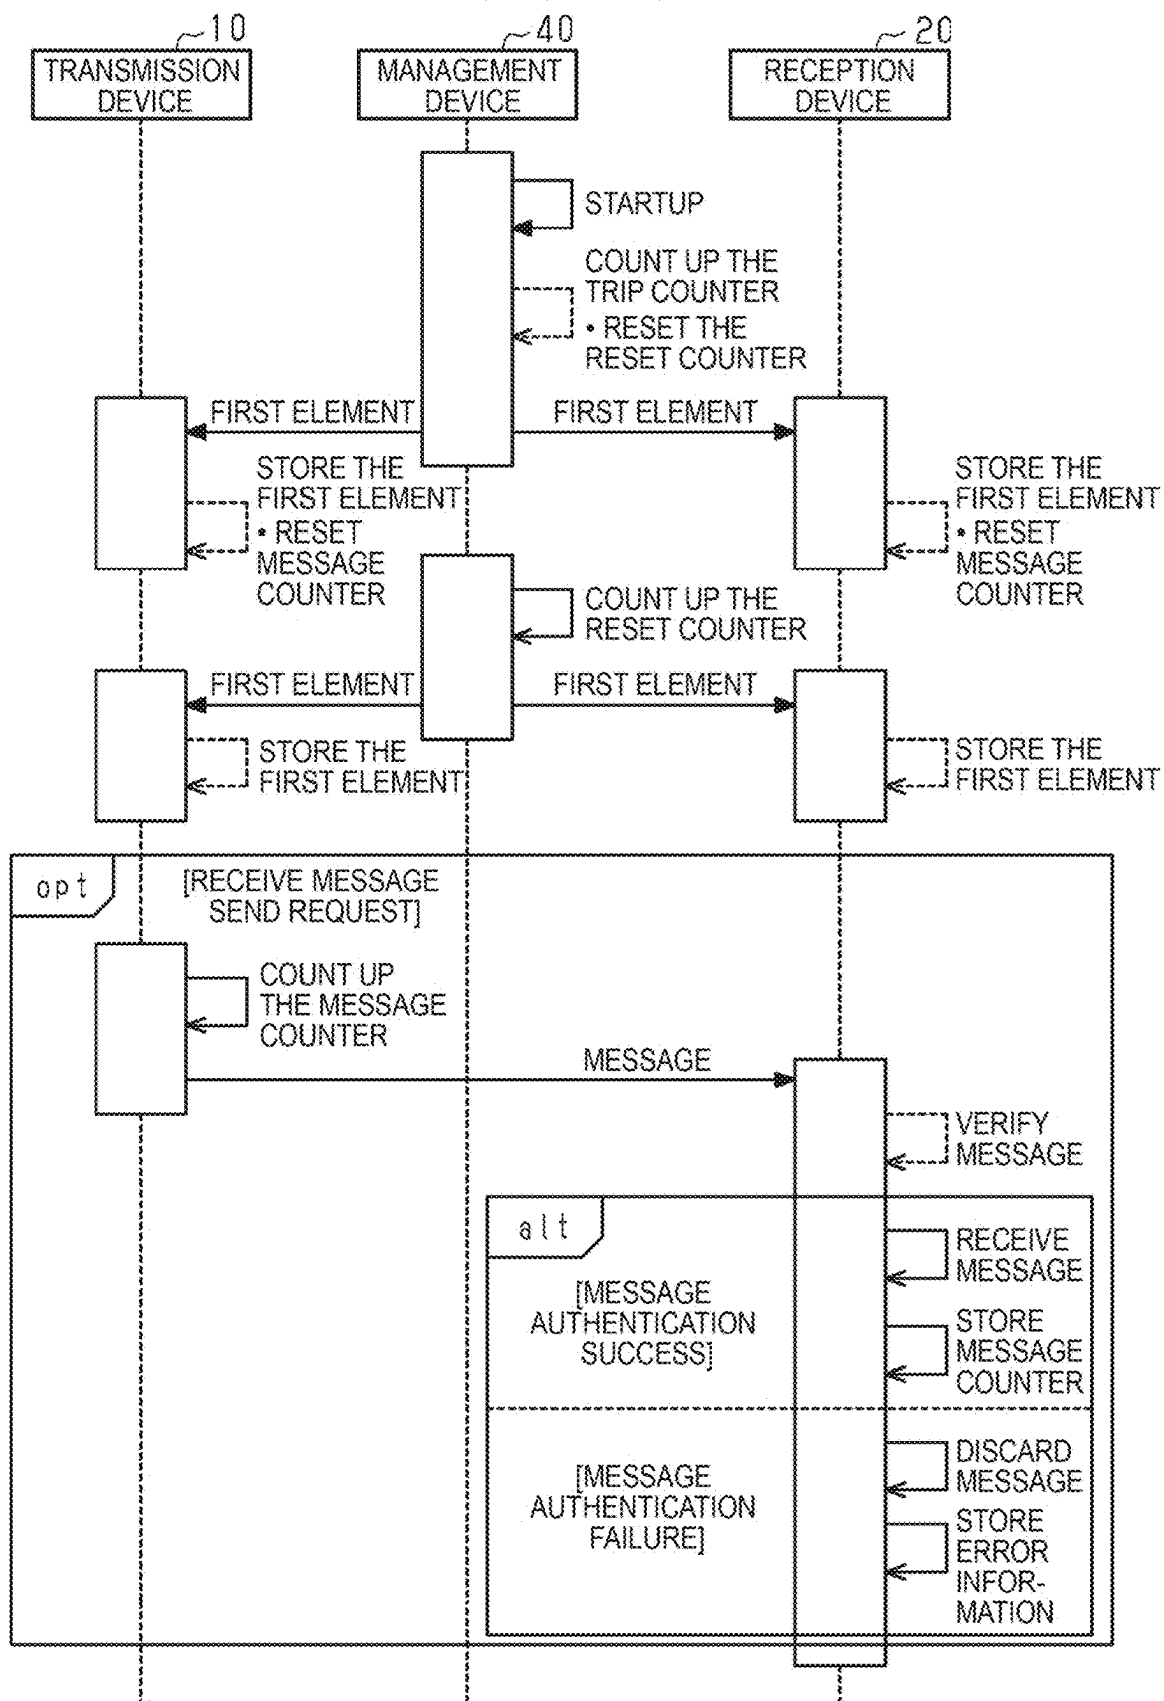 10
40
20
TRANSMISSION
DEVICE
MANAGEMENT
DEVICE
RECEPTION
DEVICE
STARTUP
COUNT UP THE
TRIP COUNTER
• RESET THE
RESET COUNTER
FIRST ELEMENT
FIRST ELEMENT
STORE THE
FIRST ELEMENT
• RESET
MESSAGE
COUNTER
STORE THE
FIRST ELEMENT
• RESET
MESSAGE
COUNTER
COUNT UP THE
RESET COUNTER
FIRST ELEMENT
FIRST ELEMENT
STORE THE
FIRST ELEMENT
STORE THE
FIRST ELEMENT
opt
[RECEIVE MESSAGE
SEND REQUEST]
COUNT UP
THE MESSAGE
COUNTER
MESSAGE
VERIFY
MESSAGE
alt
[MESSAGE
AUTHENTICATION
SUCCESS]
RECEIVE
MESSAGE
STORE
MESSAGE
COUNTER
[MESSAGE
AUTHENTICATION
FAILURE]
DISCARD
MESSAGE
STORE
ERROR
INFOR-
MATION